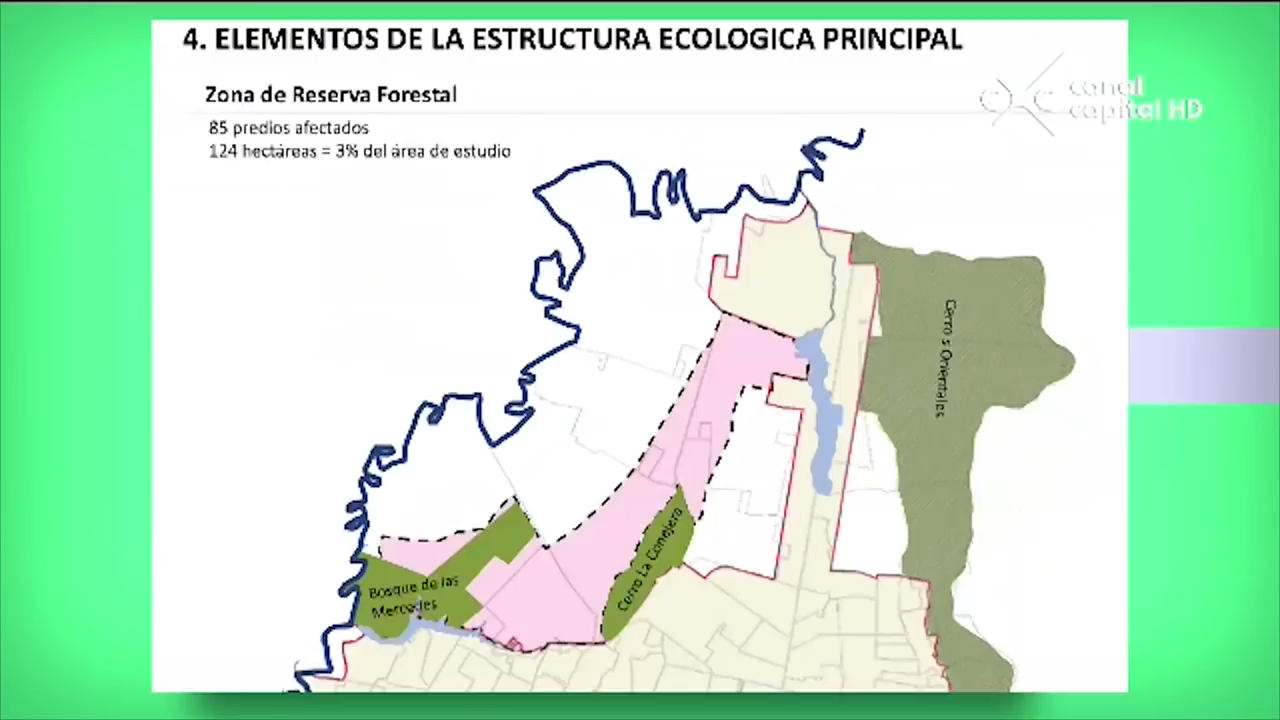 4. ELEMENTOS DE LA ESTRUCTURA ECOLOGICA PRINCIPAL
Zona de Reserva Forestal
canal
capital HD
85 predios afectados
124 hectáreas = 3% del área de estudio
Cerros Orientales
Cerro La Conejera
Bosque de las
Mercedes